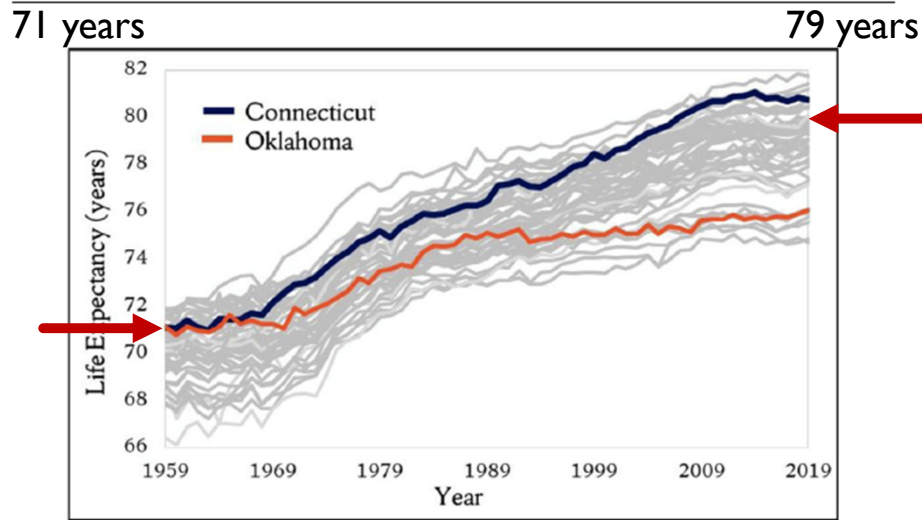 71 years
79 years
82
80
78
76
74
72
70
68
66
Life Expectancy (years)
Connecticut
Oklahoma
1959 1969 1979 1989 1999 2009 2019
Year